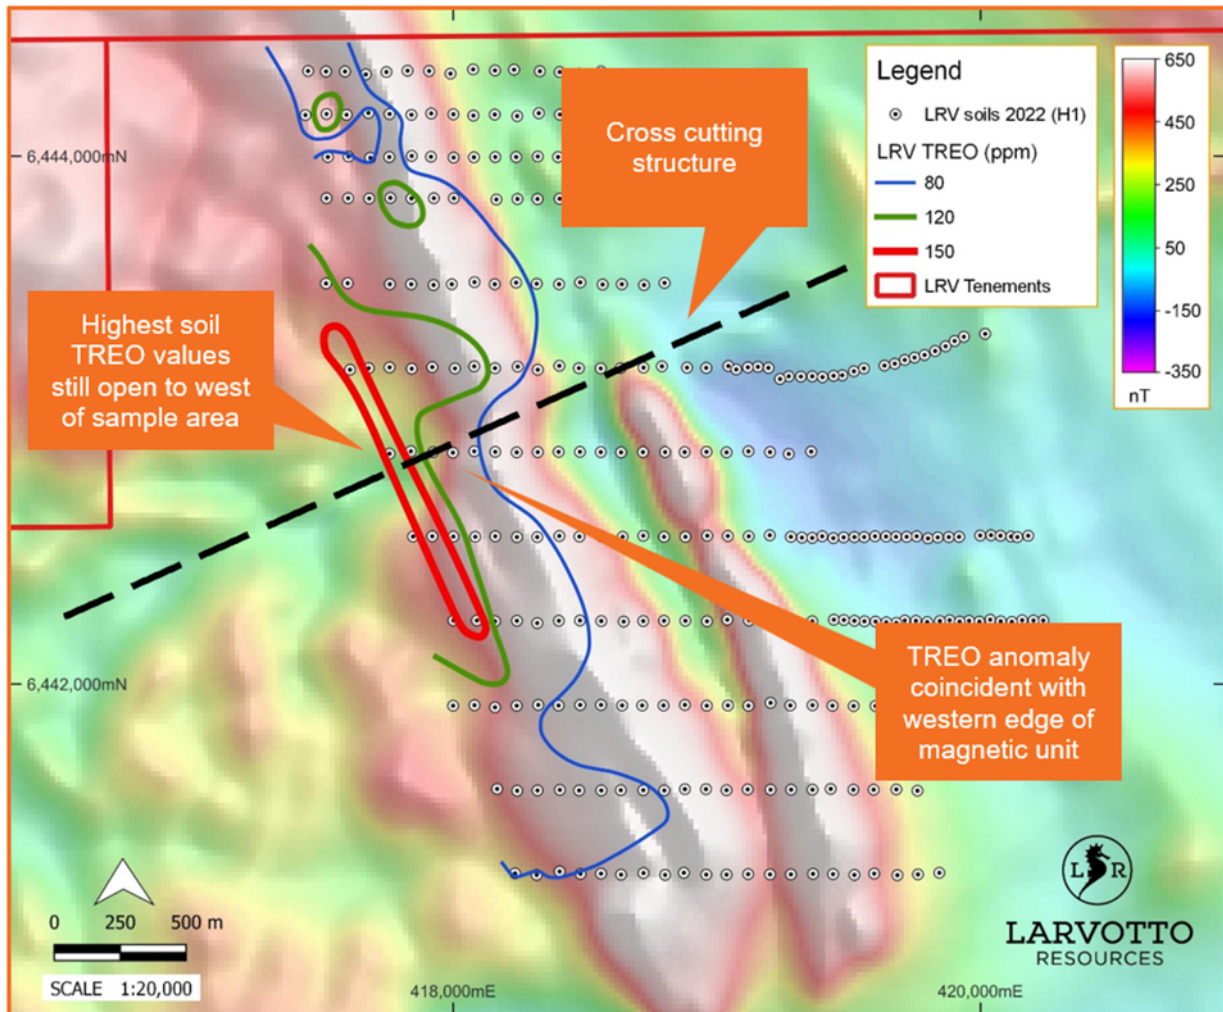 Legend
LRV soils 2022 (H1)
LRV TREO (ppm)
80
120
150
LRV Tenements
650
450
250
50
-150
-350
nT
Cross cutting
structure
6,444,000mN
Highest soil
TREO values
still open to west
of sample area
TREO anomaly
coincident with
western edge of
magnetic unit
6,442,000mN
0 250 500 m
SCALE 1:20,000
418,000mE
420,000mE
L R
LARVOTTO
RESOURCES